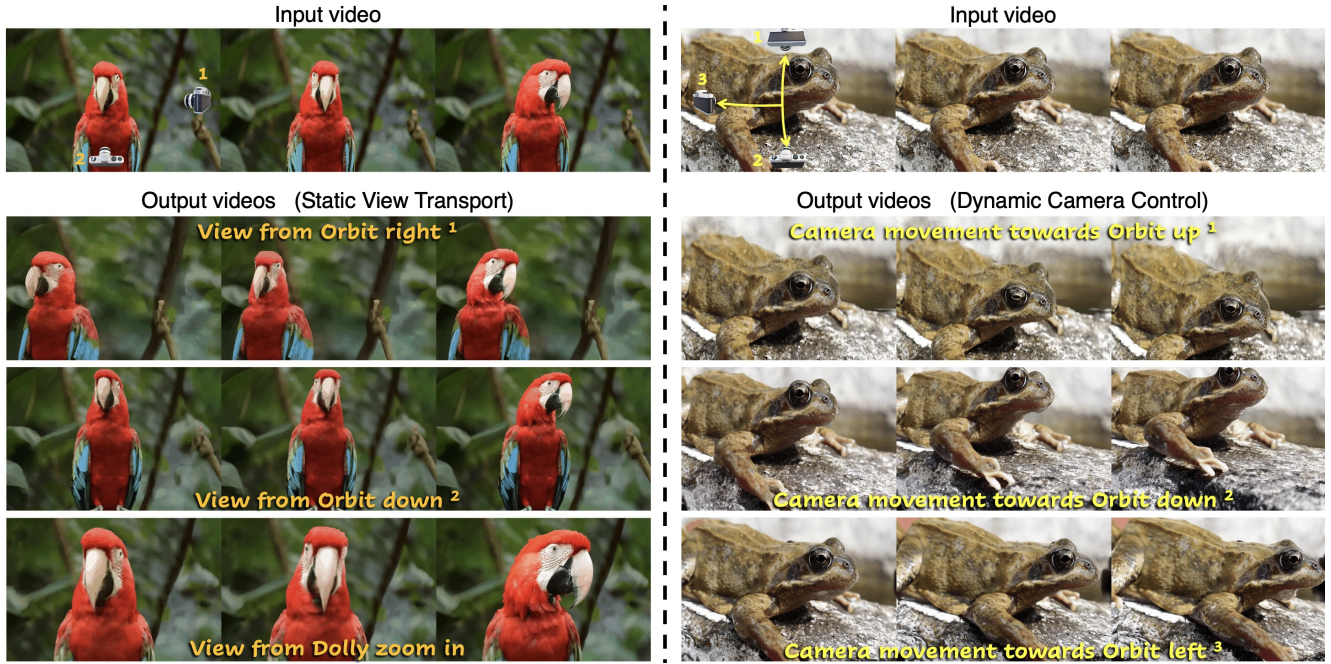 Input video
1
2
Output videos (Static View Transport)
View from Orbit right 1
View from Orbit down 2
View from Dolly zoom in
Input video
1
3
2
Output videos (Dynamic Camera Control)
Camera movement towards Orbit up 1
Camera movement towards Orbit down 2
Camera movement towards Orbit left 3